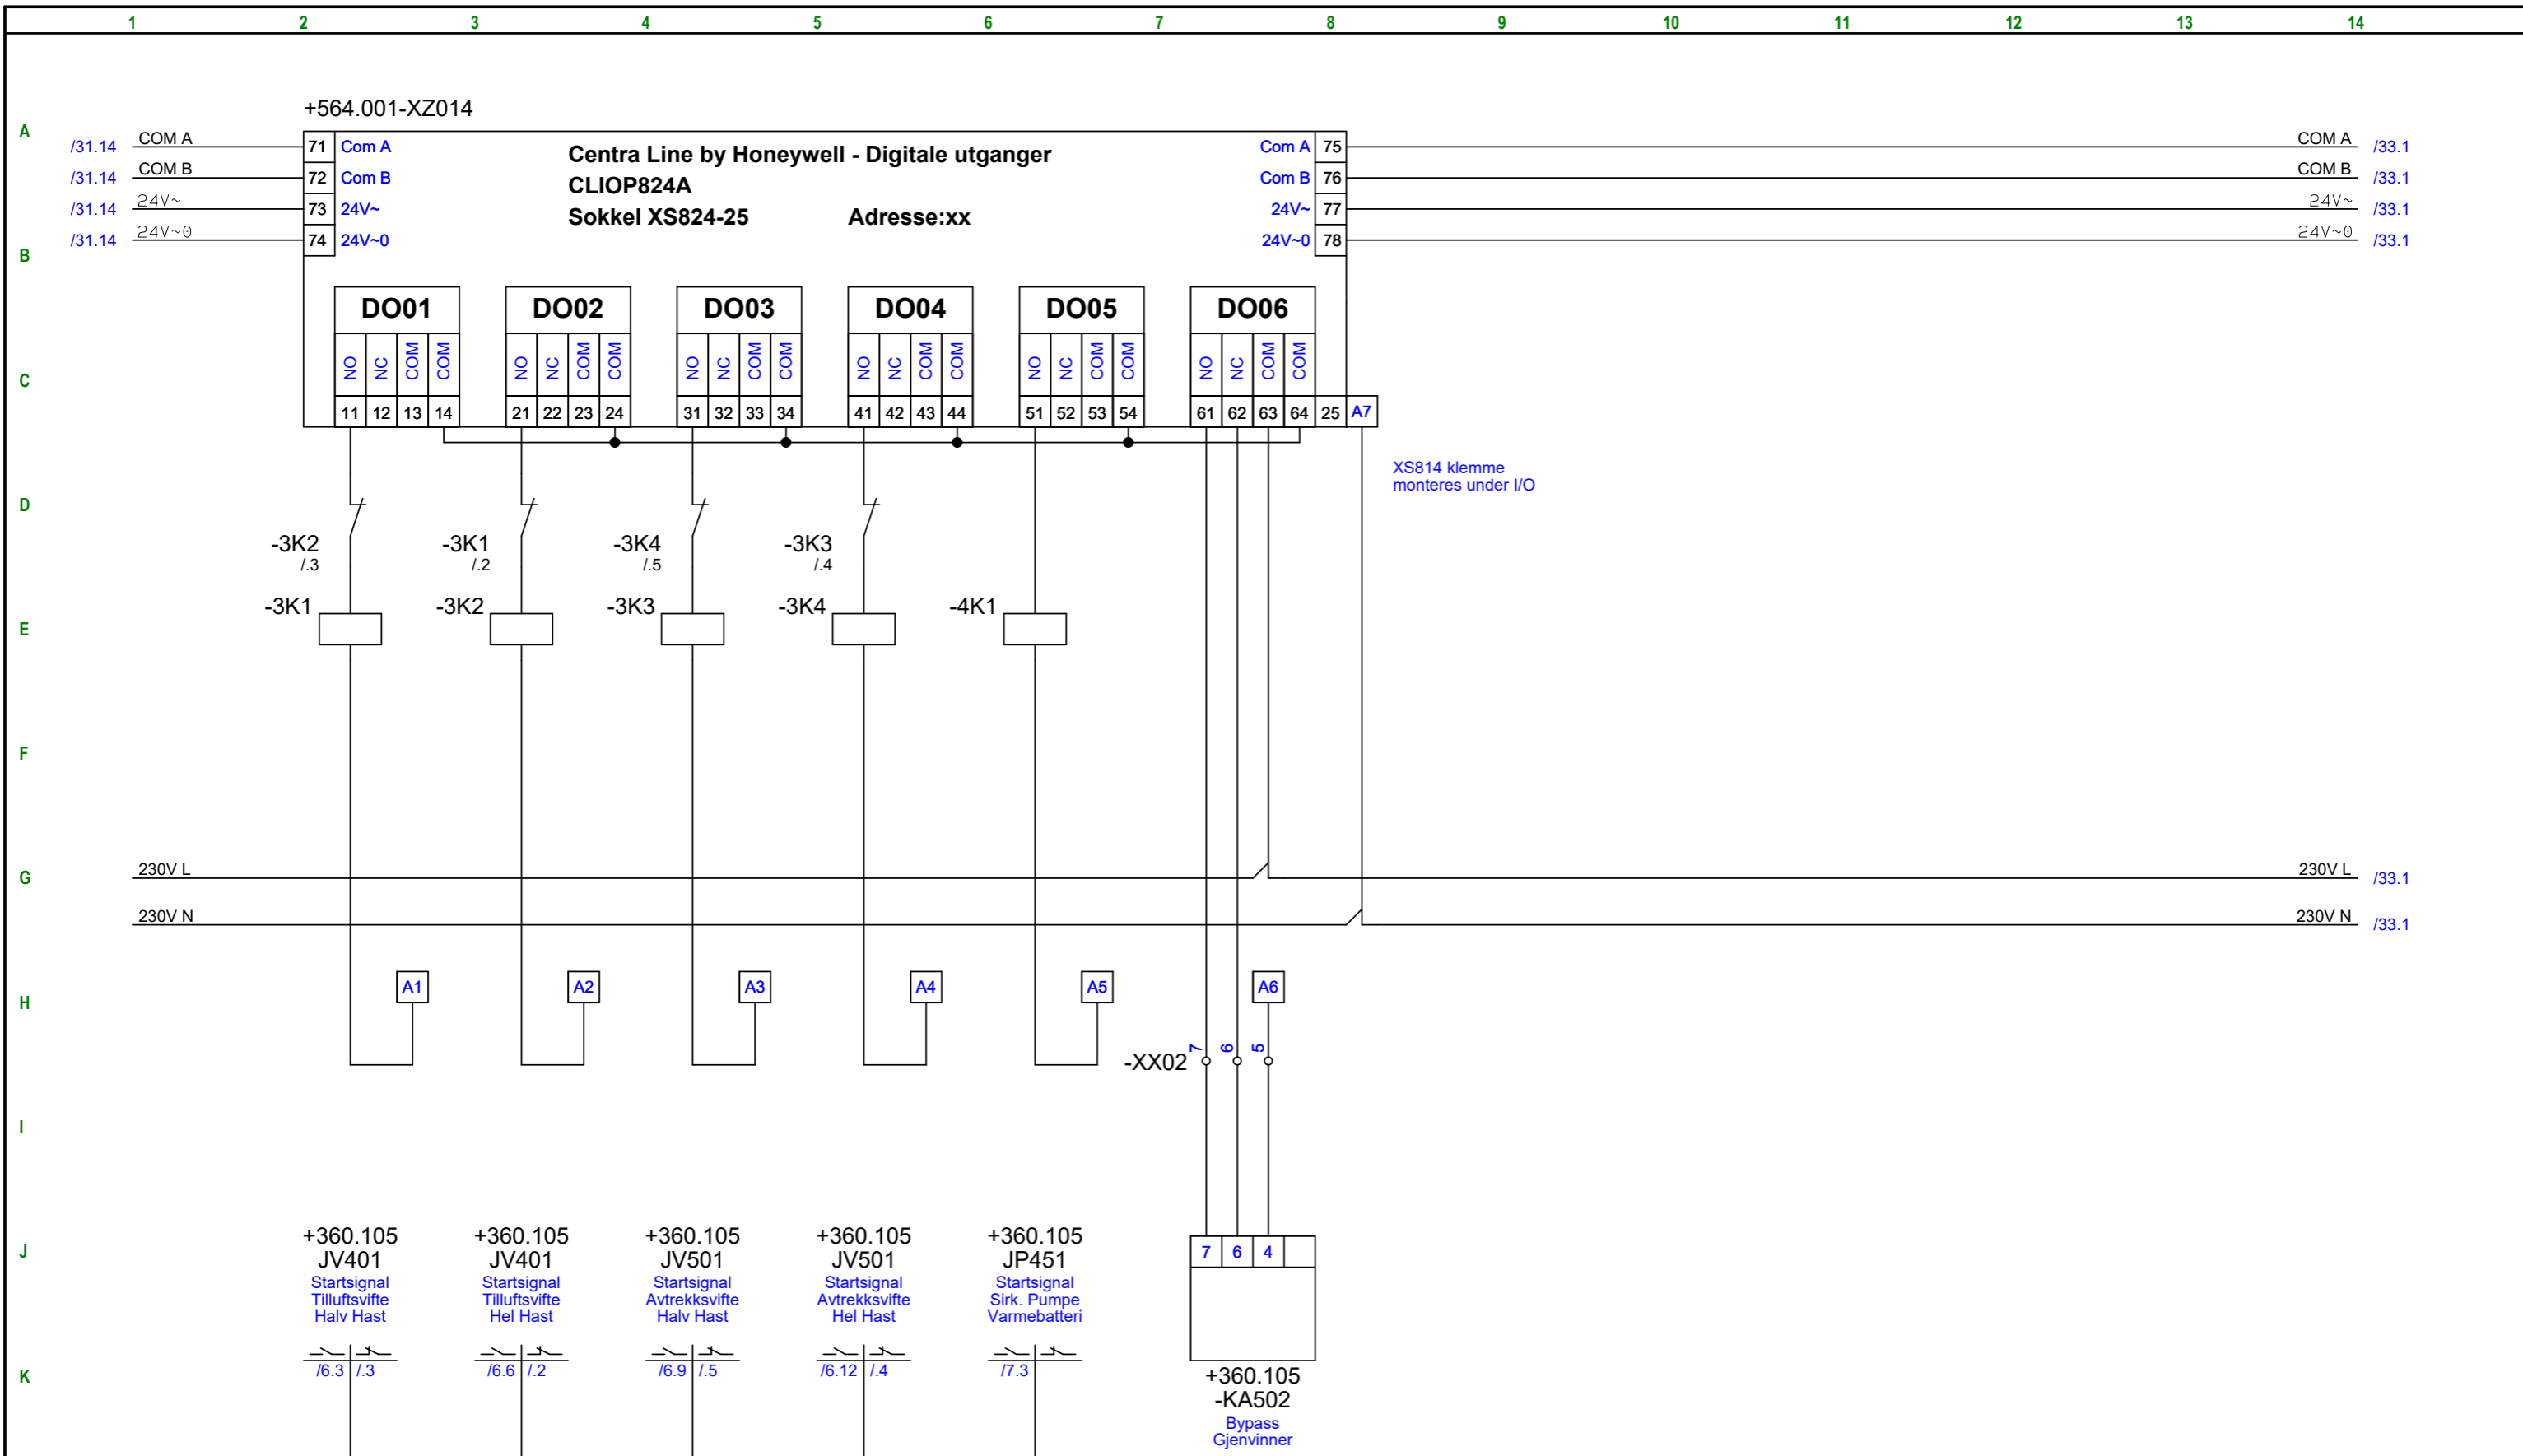 1 2 3 4 5 6 7 8 9 10 11 12 13 14
+564.001-XZ014
A
/31.14 COM A 71 Com A
Centra Line by Honeywell - Digitale utganger
Com A 75 COM A /33.1
/31.14 COM B 72 Com B
CLIOP824A
Com B 76 COM B /33.1
/31.14 24V~ 73 24V~
Sokkel XS824-25 Adresse:xx
24V~ 77 24V~ /33.1
/31.14 24V~0 74 24V~0
24V~0 78 24V~0 /33.1
B
DO01 DO02 DO03 DO04 DO05 DO06
C
NO NC COM COM NO NC COM COM NO NC COM COM NO NC COM COM NO NC COM COM NO NC COM COM
11 12 13 14 21 22 23 24 31 32 33 34 41 42 43 44 51 52 53 54 61 62 63 64 25 A7
XS814 klemme
monteres under I/O
D
-3K2 -3K1 -3K4 -3K3
/.3 /.2 /.5 /.4
-3K1 -3K2 -3K3 -3K4 -4K1
E
F
230V L 230V L
G /33.1
230V N 230V N
/33.1
A1 A2 A3 A4 A5 A6
H
-XX02 7 6 5
I
+360.105 +360.105 +360.105 +360.105 +360.105
J
7 6 4
JV401 JV401 JV501 JV501 JP451
Startsignal Startsignal Startsignal Startsignal Startsignal
Tilluftsvifte Tilluftsvifte Avtrekksvifte Avtrekksvifte Sirk. Pumpe
Halv Hast Hel Hast Halv Hast Hel Hast Varmebatteri
/6.3 /.3 /6.6 /.2 /6.9 /.5 /6.12 /.4 /7.3
K
+360.105
-KA502
Bypass
Gjenvinner